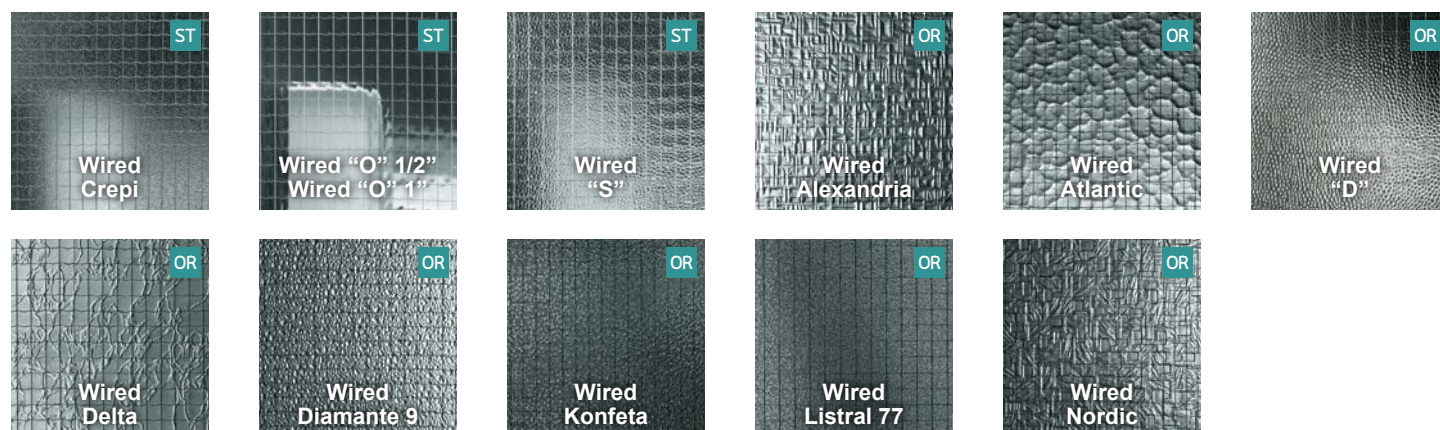 ST
Wired
Crepi
ST
Wired “O” 1/2”
Wired “O” 1”
ST
Wired
“S”
OR
Wired
Alexandria
OR
Wired
Atlantic
OR
Wired
“D”
OR
Wired
Delta
OR
Wired
Diamante 9
OR
Wired
Konfeta
OR
Wired
Listral 77
OR
Wired
Nordic